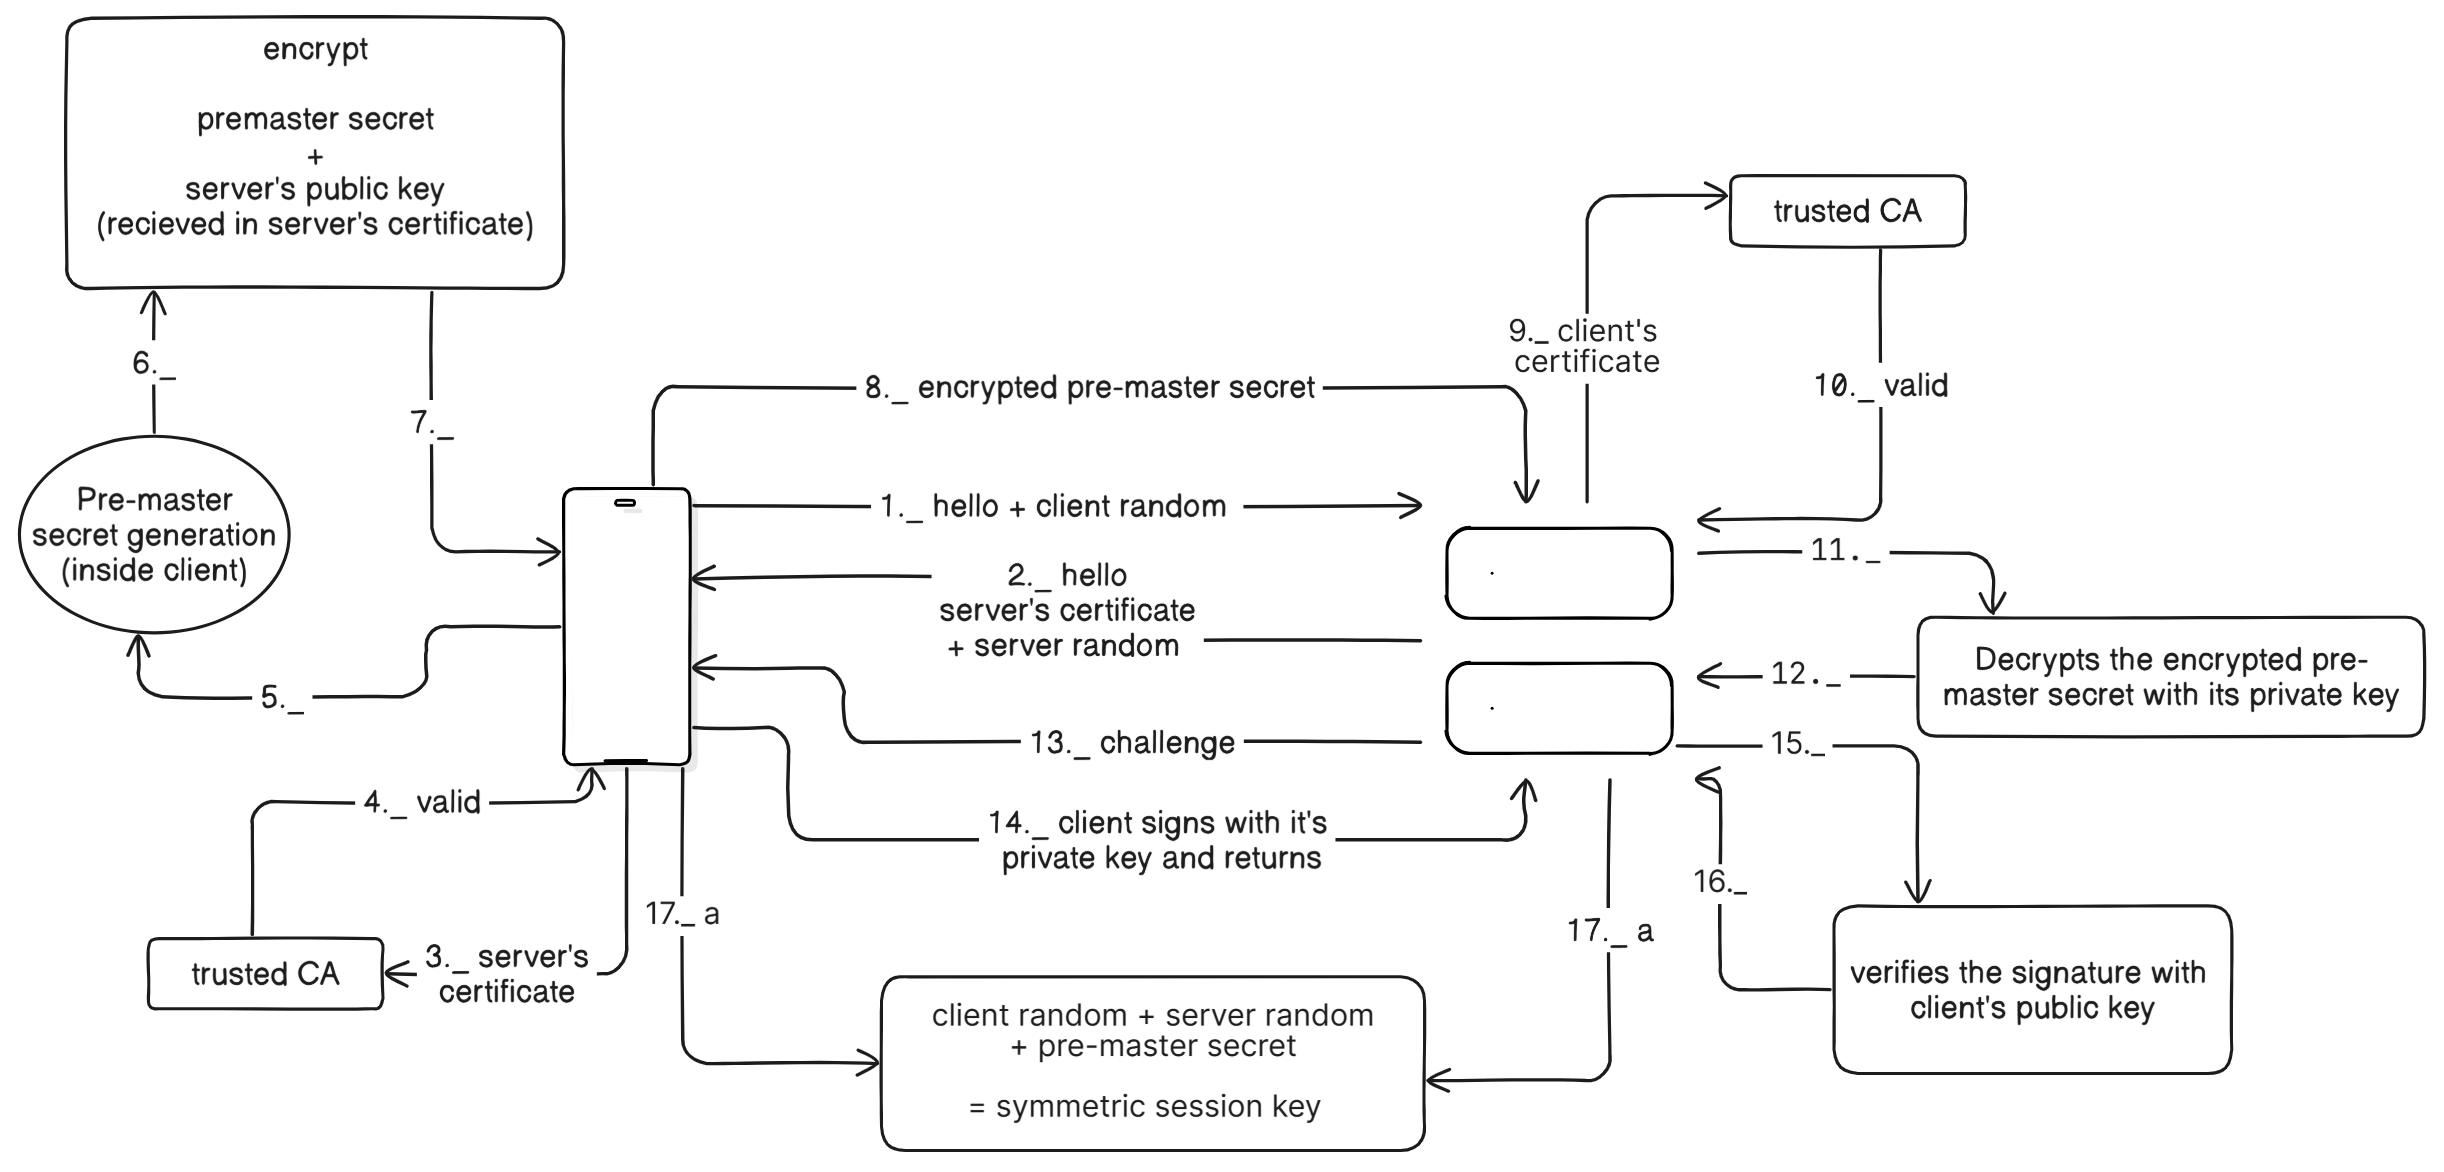 encrypt
premaster secret
+
server's public key
(recieved in server's certificate)
6._
7._
Pre-master
secret generation
(inside client)
5._
8._ encrypted pre-master secret
1._ hello + client random
2._ hello
server's certificate
+ server random
13._ challenge
14._ client signs with it's
private key and returns
4._ valid
trusted CA
3._ server's
certificate
17._ a
client random + server random
+ pre-master secret
= symmetric session key
17._ a
9._ client's
certificate
trusted CA
10._ valid
11._
Decrypts the encrypted pre-
master secret with its private key
12._
15._
16._
verifies the signature with
client's public key